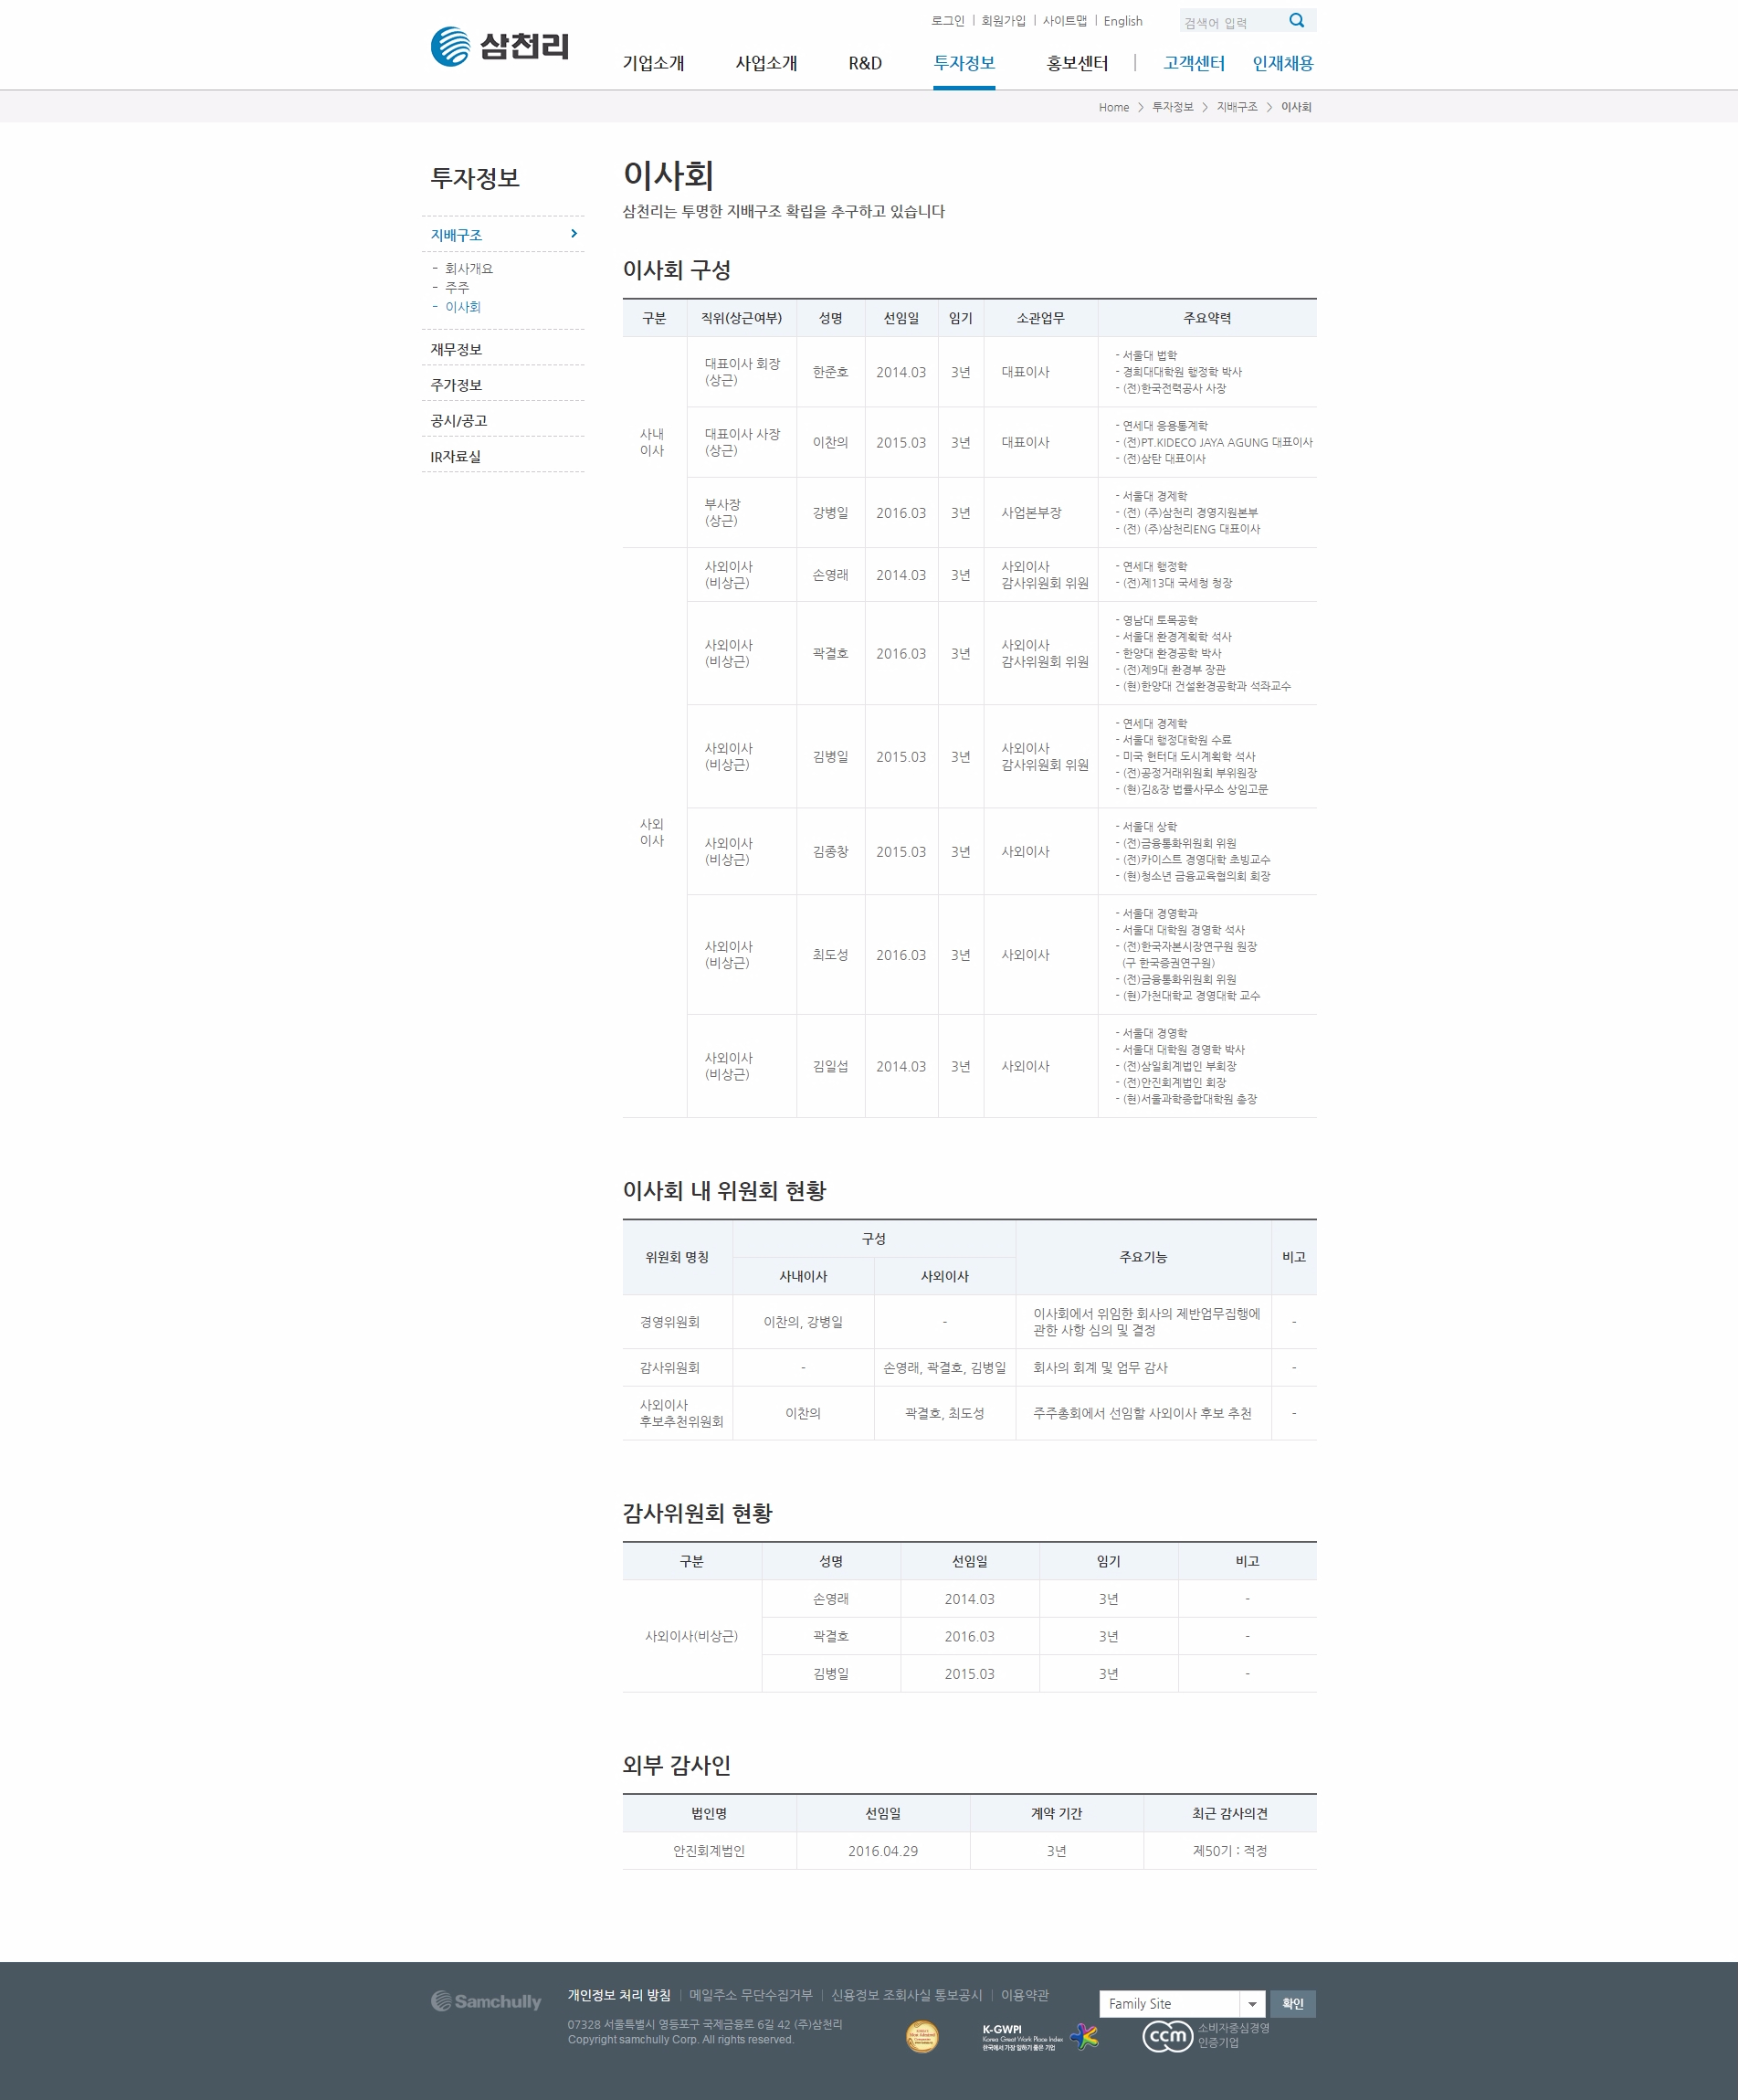 로그인 | 회원가입 | 사이트맵 | English
검색어 입력
삼천리
기업소개 사업소개 R&D 투자정보 홍보센터 | 고객센터 인재채용
Home > 투자정보 > 지배구조 > 이사회
투자정보
지배구조
- 회사개요
- 주주
- 이사회
재무정보
주가정보
공시/공고
IR자료실
이사회
삼천리는 투명한 지배구조 확립을 추구하고 있습니다
이사회 구성
구분 직위(상근여부) 성명 선임일 임기 소관업무 주요약력
사내
이사
대표이사 회장
(상근)
한준호 2014.03 3년 대표이사
- 서울대 법학
- 경희대대학원 행정학 박사
- (전)한국전력공사 사장
대표이사 사장
(상근)
이찬의 2015.03 3년 대표이사
- 연세대 응용통계학
- (전)PT.KIDECO JAYA AGUNG 대표이사
- (전)삼탄 대표이사
부사장
(상근)
강병일 2016.03 3년 사업본부장
- 서울대 경제학
- (전) (주)삼천리 경영지원본부
- (전) (주)삼천리ENG 대표이사
사외
이사
사외이사
(비상근)
손영래 2014.03 3년
사외이사
감사위원회 위원
- 연세대 행정학
- (전)제13대 국세청 청장
사외이사
(비상근)
곽결호 2016.03 3년
사외이사
감사위원회 위원
- 영남대 토목공학
- 서울대 환경계획학 석사
- 한양대 환경공학 박사
- (전)제9대 환경부 장관
- (현)한양대 건설환경공학과 석좌교수
사외이사
(비상근)
김병일 2015.03 3년
사외이사
감사위원회 위원
- 연세대 경제학
- 서울대 행정대학원 수료
- 미국 헌터대 도시계획학 석사
- (전)공정거래위원회 부위원장
- (현)김&장 법률사무소 상임고문
사외이사
(비상근)
김종창 2015.03 3년 사외이사
- 서울대 상학
- (전)금융통화위원회 위원
- (전)카이스트 경영대학 초빙교수
- (현)청소년 금융교육협의회 회장
사외이사
(비상근)
최도성 2016.03 3년 사외이사
- 서울대 경영학과
- 서울대 대학원 경영학 석사
- (전)한국자본시장연구원 원장
(구 한국증권연구원)
- (전)금융통화위원회 위원
- (현)가천대학교 경영대학 교수
사외이사
(비상근)
김일섭 2014.03 3년 사외이사
- 서울대 경영학
- 서울대 대학원 경영학 박사
- (전)삼일회계법인 부회장
- (전)안진회계법인 회장
- (현)서울과학종합대학원 총장
이사회 내 위원회 현황
위원회 명칭 구성 주요기능 비고
사내이사 사외이사
경영위원회 이찬의, 강병일 -
이사회에서 위임한 회사의 제반업무집행에
관한 사항 심의 및 결정
-
감사위원회 - 손영래, 곽결호, 김병일 회사의 회계 및 업무 감사 -
사외이사
후보추천위원회
이찬의 곽결호, 최도성 주주총회에서 선임할 사외이사 후보 추천 -
감사위원회 현황
구분 성명 선임일 임기 비고
사외이사(비상근)
손영래 2014.03 3년 -
곽결호 2016.03 3년 -
김병일 2015.03 3년 -
외부 감사인
법인명 선임일 계약 기간 최근 감사의견
안진회계법인 2016.04.29 3년 제50기 : 적정
Samchully
개인정보 처리 방침 | 메일주소 무단수집거부 | 신용정보 조회사실 통보공시 | 이용약관
Family Site 확인
07328 서울특별시 영등포구 국제금융로 6길 42 (주)삼천리
Copyright samchully Corp. All rights reserved.
K-GWPI
Korea Great Work Place Index
한국에서 가장 일하기 좋은 기업
ccm
소비자중심경영
인증기업